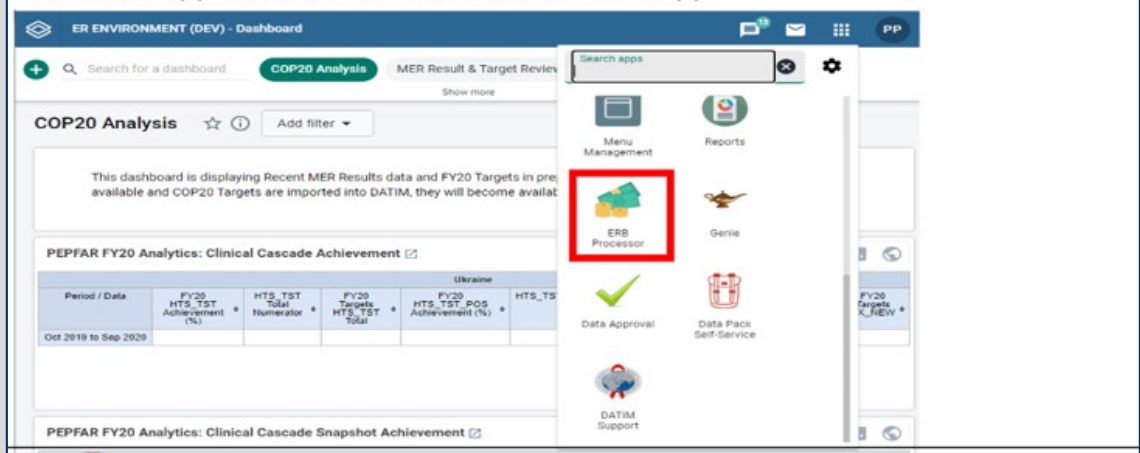 ER ENVIRONMENT (DEV) - Dashboard
13
PP
Search for a dashboard
COP20 Analysis
MER Result & Target Review
Show more
Search apps
COP20 Analysis
Add filter
This dashboard is displaying Recent MER Results data and FY20 Targets in pre
available and COP20 Targets are imported into DATIM, they will become availab
Menu
Management
Reports
ERB
Processor
Genie
Data Approval
Data Pack
Self-Service
DATIM
Support
PEPFAR FY20 Analytics: Clinical Cascade Achievement
Ukraine
Period / Data
FY20
HTS_TST
Achievement
(%)
HTS_TST
Total
Numerator
FY20
Targets
HTS_TST
Total
FY20
HTS_TST_POS
Achievement (%)
HTS_TS
FY20
Targets
X_NEW
Oct 2019 to Sep 2020
PEPFAR FY20 Analytics: Clinical Cascade Snapshot Achievement